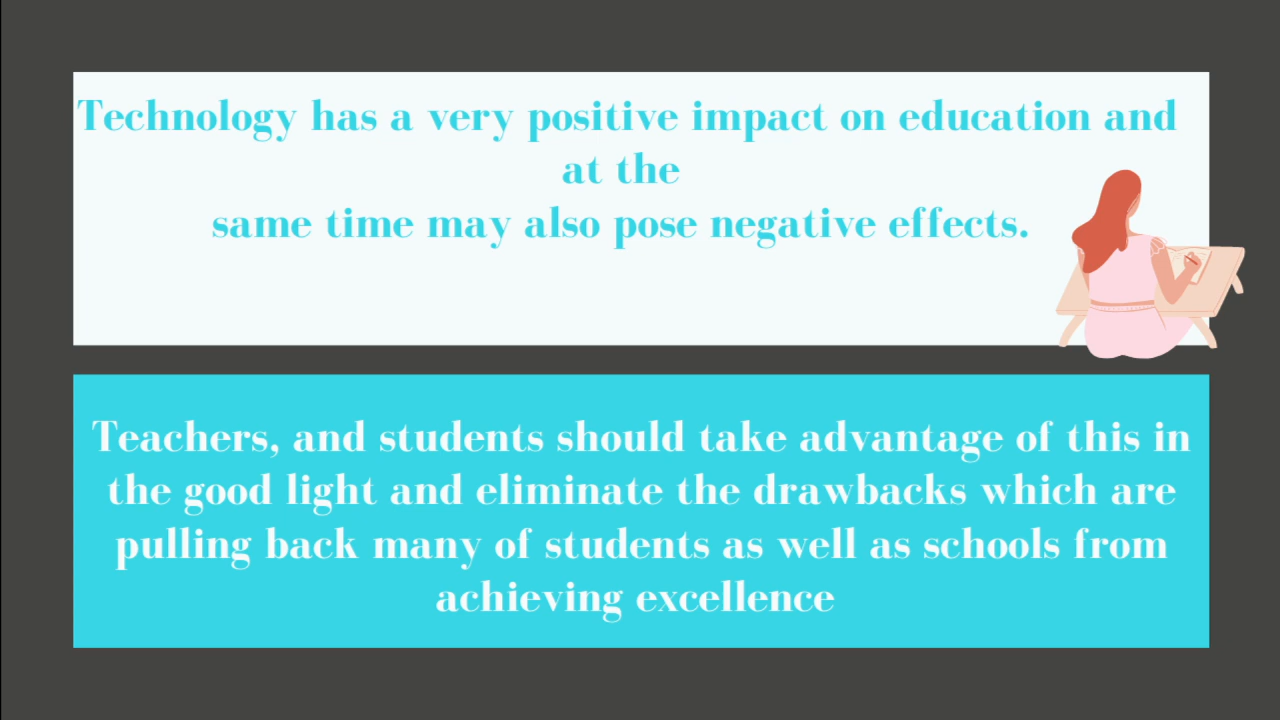 Technology has a very positive impact on education and
at the
same time may also pose negative effects.
Teachers, and students should take advantage of this in
the good light and eliminate the drawbacks which are
pulling back many of students as well as schools from
achieving excellence